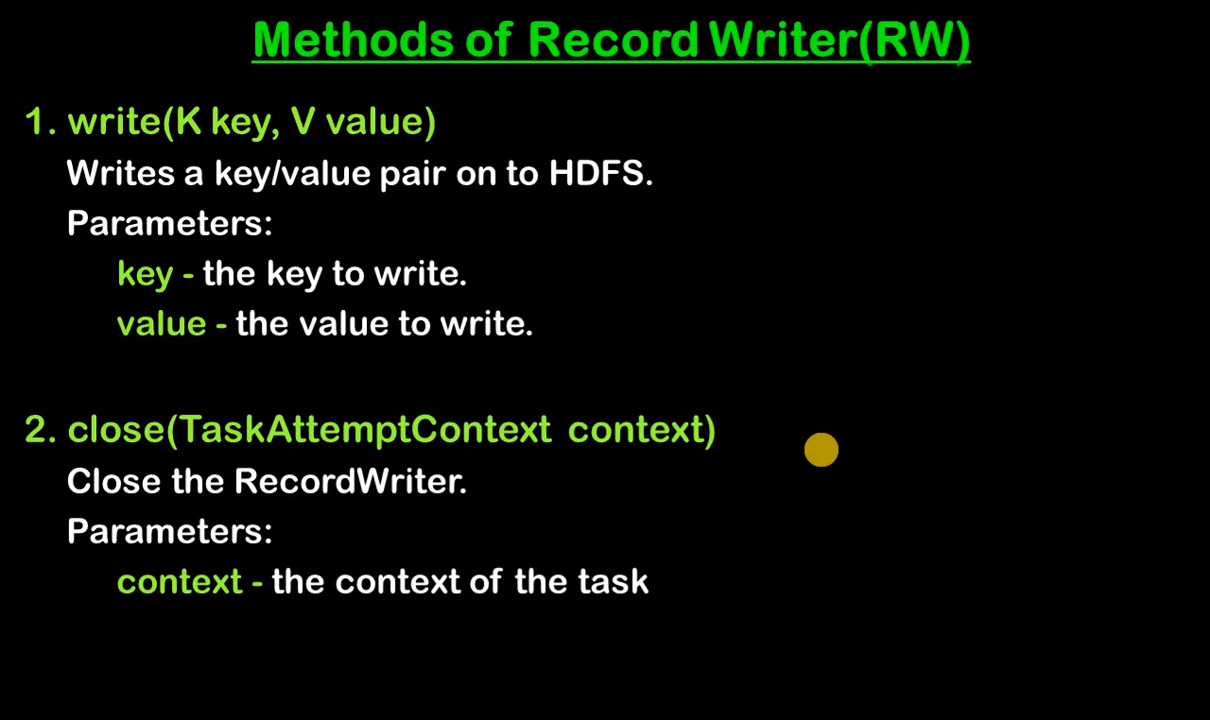 Methods of Record Writer(RW)
1. write(K key, V value)
Writes a key/value pair on to HDFS.
Parameters:
key - the key to write.
value - the value to write.
2. close(TaskAttemptContext context)
Close the RecordWriter.
Parameters:
context - the context of the task